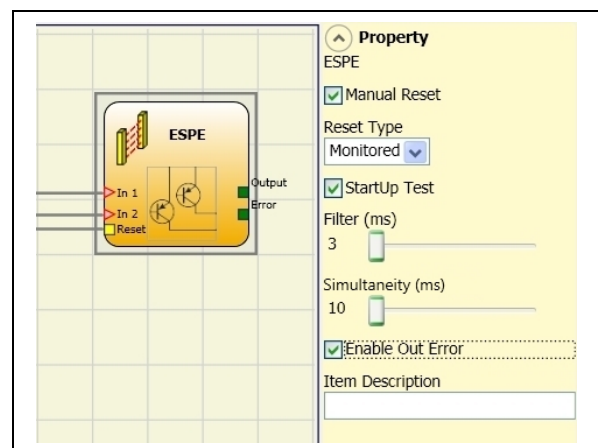 ESPE
In 1
In 2
Reset
Output
Error
Property
ESPE
Manual Reset
Reset Type
Monitored
StartUp Test
Filter (ms)
3
Simultaneity (ms)
10
Enable Out Error
Item Description